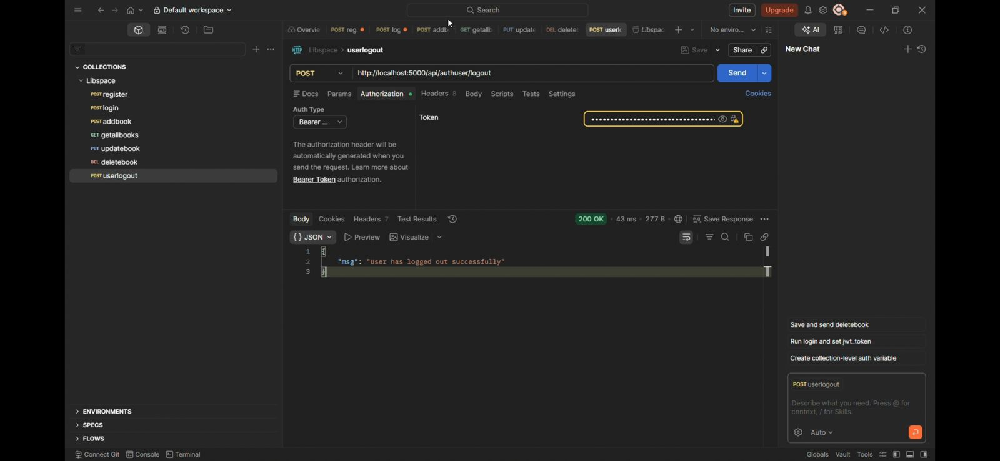 Default workspace
Search
Invite
Upgrade
Overvie
POST reg
POST log
POST addb
GET getallb
PUT update
DEL delete
POST userl
Libspac
No enviro...
AI
HTTP Libspace > userlogout
Save
Share
New Chat
COLLECTIONS
Libspace
POST register
POST login
POST addbook
GET getallbooks
PUT updatebook
DEL deletebook
POST userlogout
POST
http://localhost:5000/api/authuser/logout
Send
Docs
Params
Authorization
Headers 8
Body
Scripts
Tests
Settings
Cookies
Auth Type
Bearer ...
Token
The authorization header will be
automatically generated when you
send the request. Learn more about
Bearer Token authorization.
Body
Cookies
Headers 7
Test Results
200 OK
43 ms
277 B
e.g. Save Response
{} JSON
Preview
Visualize
1 {
2 "msg": "User has logged out successfully"
3 }
Save and send deletebook
Run login and set jwt_token
Create collection-level auth variable
POST userlogout
Describe what you need. Press @ for
context, / for Skills.
Auto
ENVIRONMENTS
SPECS
FLOWS
Connect Git
Console
Terminal
Globals
Vault
Tools